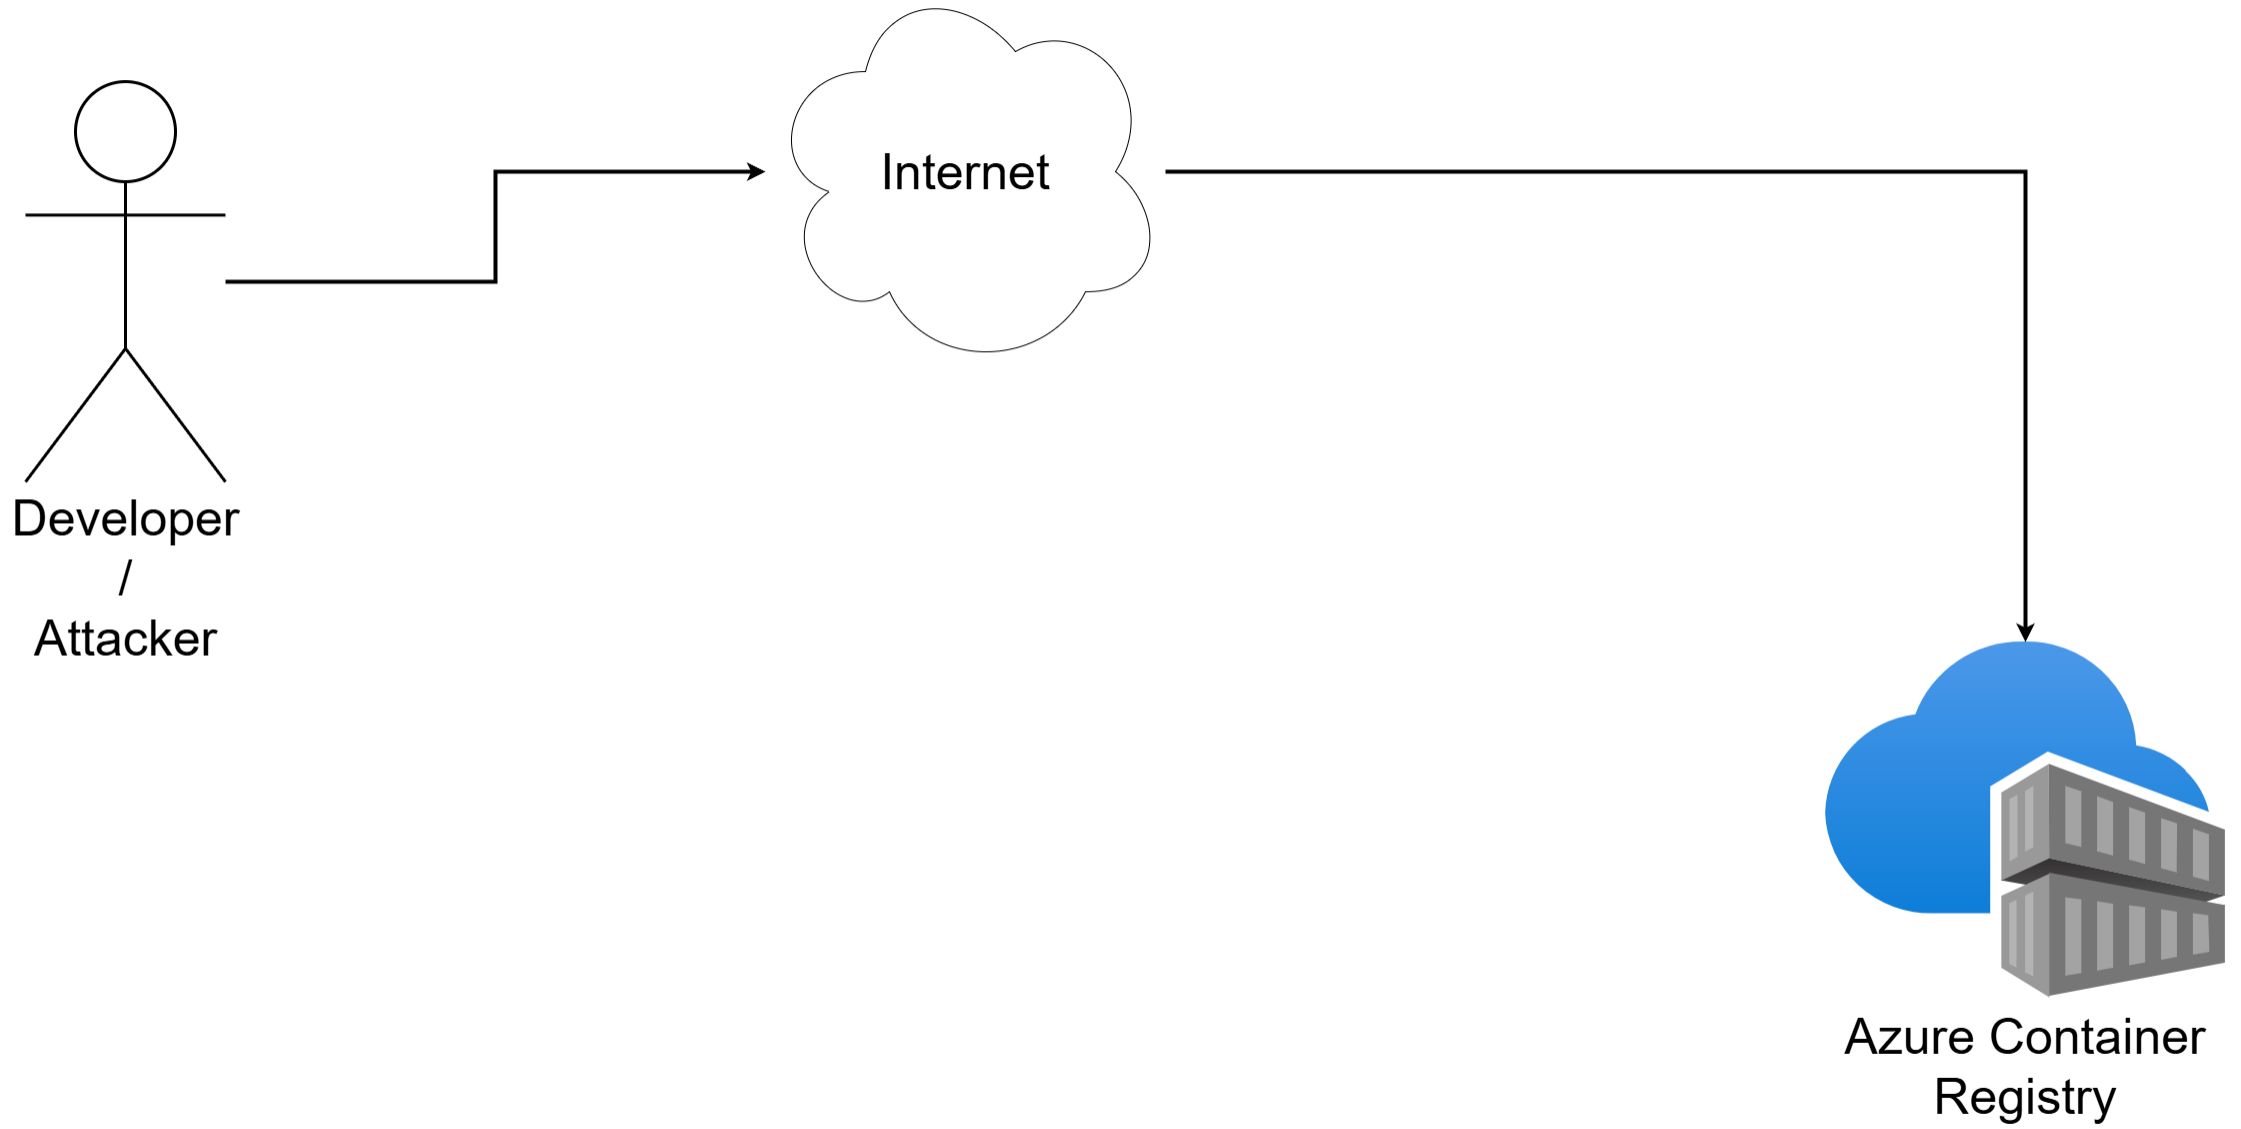 Internet
Developer
/
Attacker
Azure Container
Registry